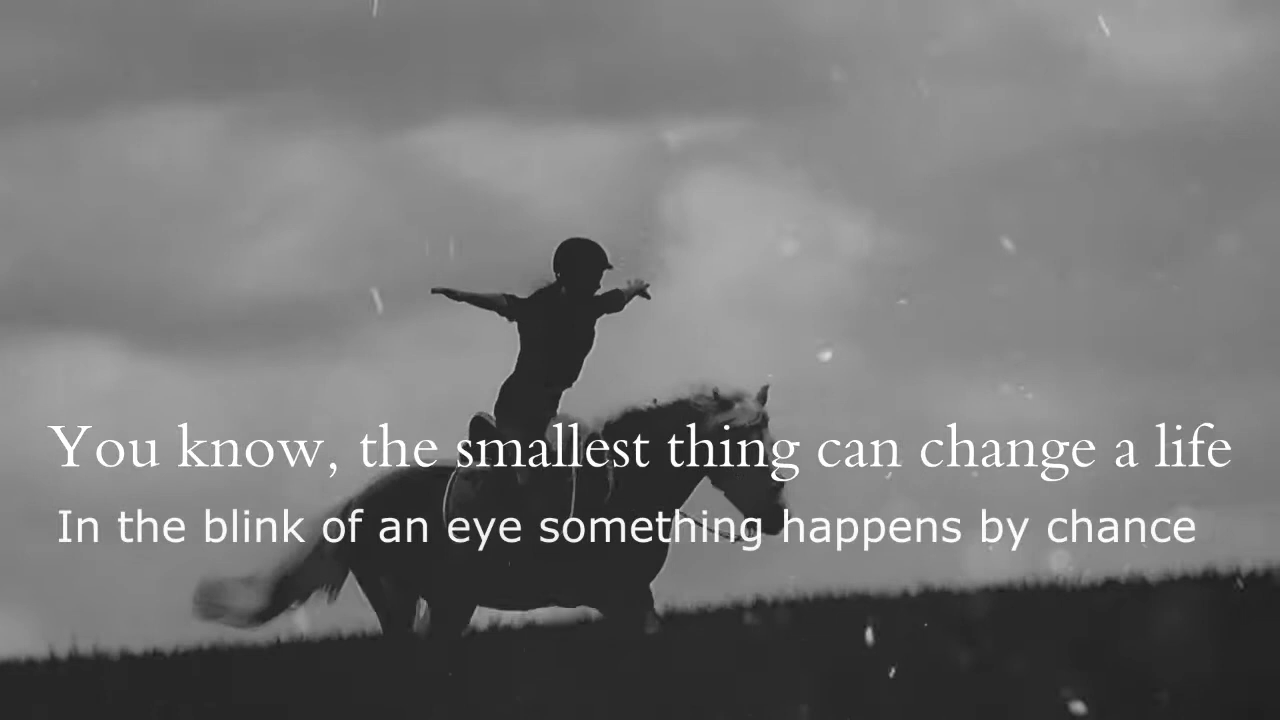 You know, the smallest thing can change a life
In the blink of an eye something happens by chance